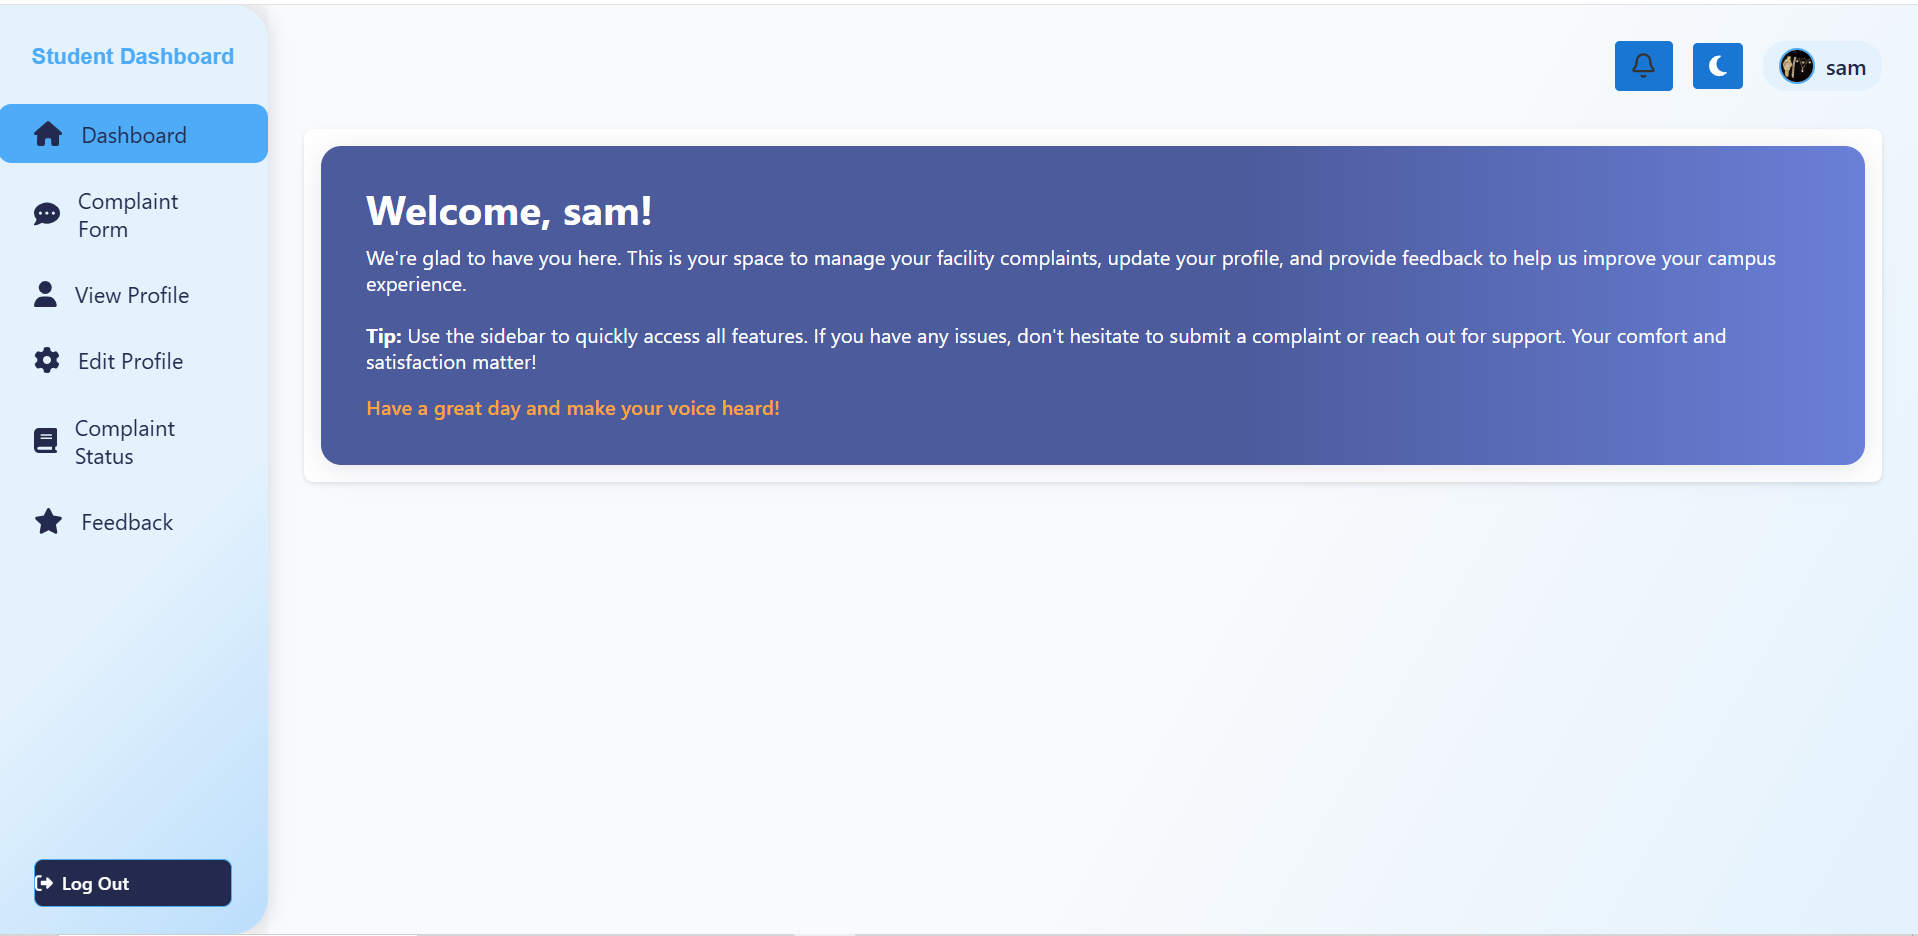 Student Dashboard
sam
Dashboard
Complaint
Form
View Profile
Edit Profile
Complaint
Status
Feedback
Log Out
Welcome, sam!
We're glad to have you here. This is your space to manage your facility complaints, update your profile, and provide feedback to help us improve your campus
experience.
Tip: Use the sidebar to quickly access all features. If you have any issues, don't hesitate to submit a complaint or reach out for support. Your comfort and
satisfaction matter!
Have a great day and make your voice heard!